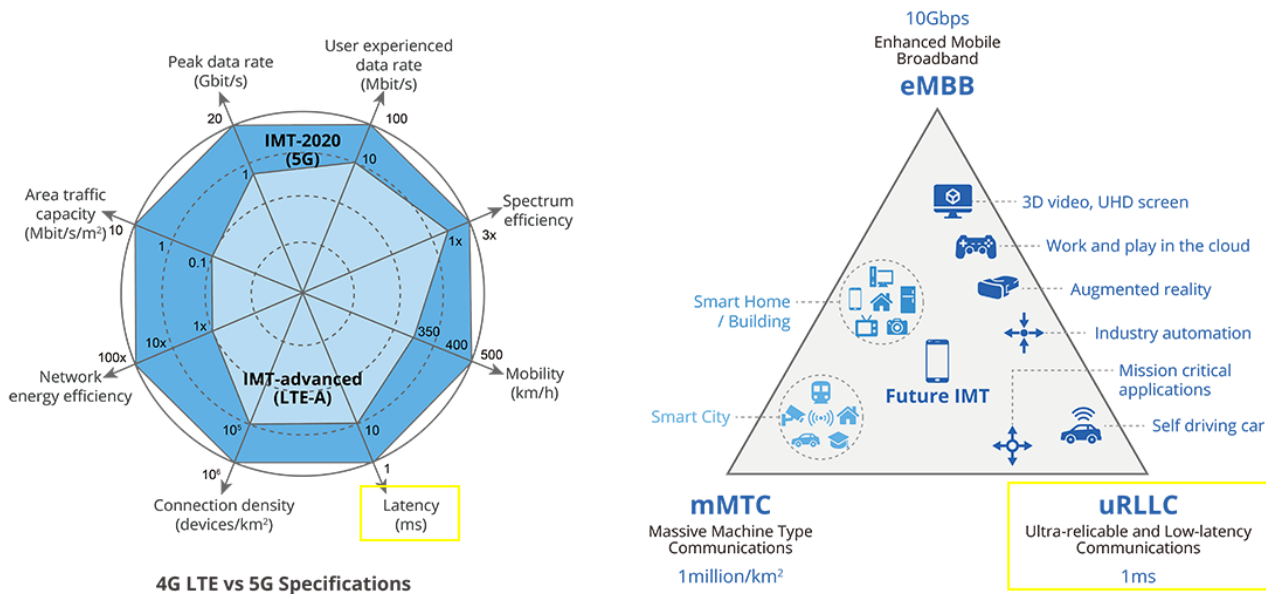 Peak data rate
(Gbit/s)
User experienced
data rate
(Mbit/s)
20
100
IMT-2020
(5G)
1
10
Area traffic
capacity
(Mbit/s/m²)
Spectrum
efficiency
10
1
0.1
1x
3x
1x
10x
100x
350
400
500
Network
energy efficiency
Mobility
(km/h)
IMT-advanced
(LTE-A)
10⁵
10
10⁶
1
Connection density
(devices/km²)
Latency
(ms)
4G LTE vs 5G Specifications
10Gbps
Enhanced Mobile
Broadband
eMBB
3D video, UHD screen
Work and play in the cloud
Augmented reality
Smart Home
/ Building
Industry automation
Mission critical
applications
Future IMT
Smart City
Self driving car
mMTC
Massive Machine Type
Communications
1million/km²
uRLLC
Ultra-relicable and Low-latency
Communications
1ms